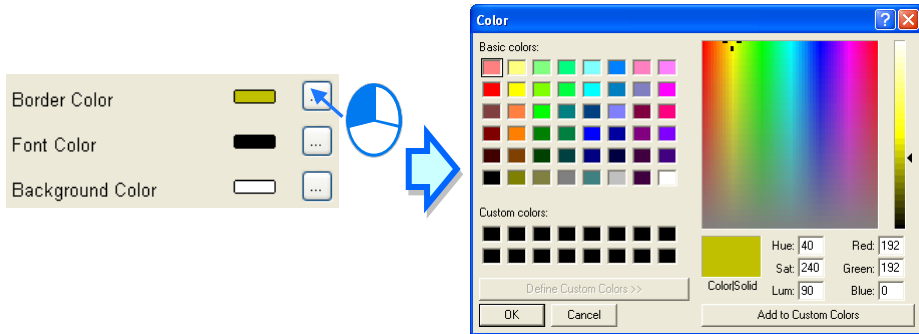 Border Color
...
Font Color
...
Background Color
...
Color
?
Basic colors:
Custom colors:
Define Custom Colors >>
OK
Cancel
Color|Solid
Hue: 40
Sat: 240
Lum: 90
Red: 192
Green: 192
Blue: 0
Add to Custom Colors